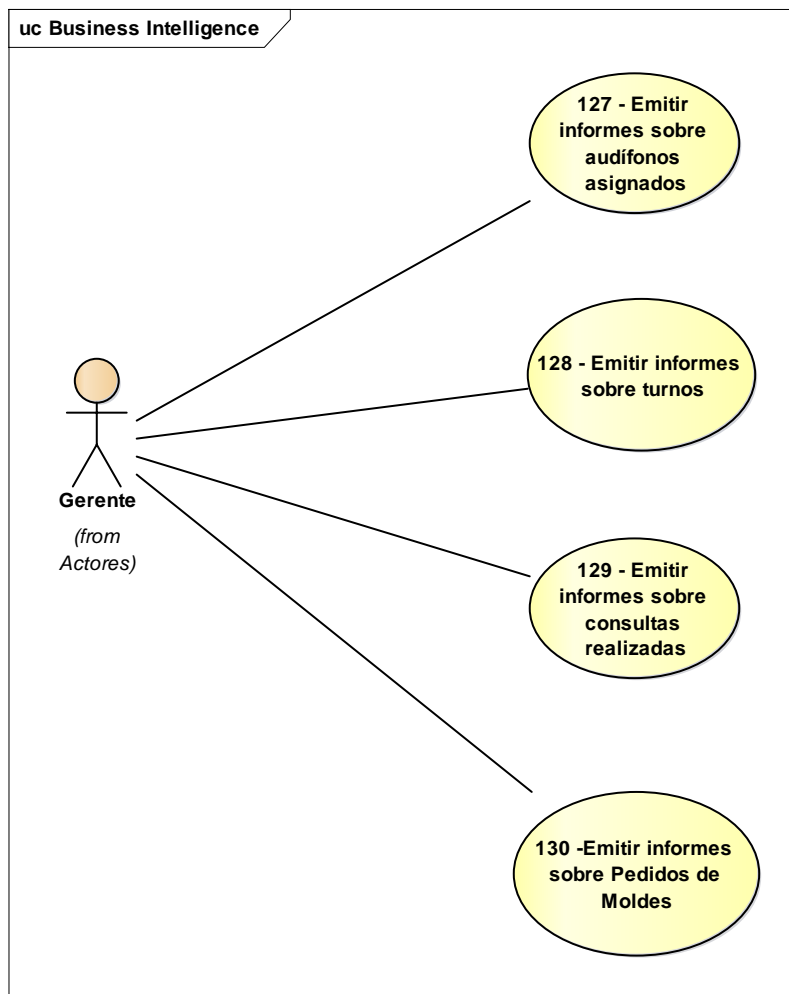 uc Business Intelligence
127 - Emitir
informes sobre
audífonos
asignados
128 - Emitir informes
sobre turnos
Gerente
(from
Actores)
129 - Emitir
informes sobre
consultas
realizadas
130 -Emitir informes
sobre Pedidos de
Moldes